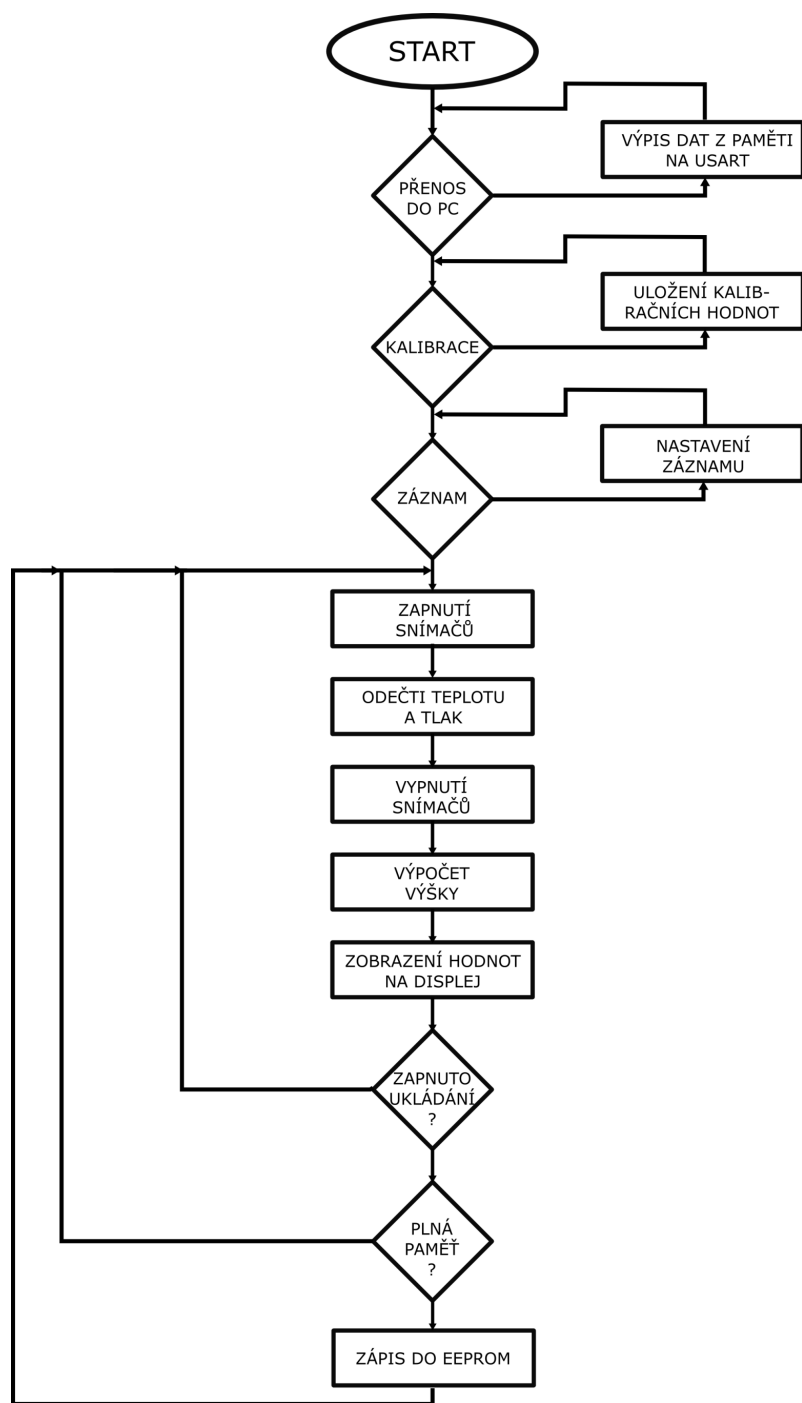 START
VÝPIS DAT Z PAMĚTI
NA USART
PŘENOS
DO PC
ULOŽENÍ KALIB-
RAČNÍCH HODNOT
KALIBRACE
NASTAVENÍ
ZÁZNAMU
ZÁZNAM
ZAPNUTÍ
SNÍMAČŮ
ODEČTI TEPLOTU
A TLAK
VYPNUTÍ
SNÍMAČŮ
VÝPOČET
VÝŠKY
ZOBRAZENÍ HODNOT
NA DISPLEJ
ZAPNUTO
UKLÁDÁNÍ
?
PLNÁ
PAMĚŤ
?
ZÁPIS DO EEPROM